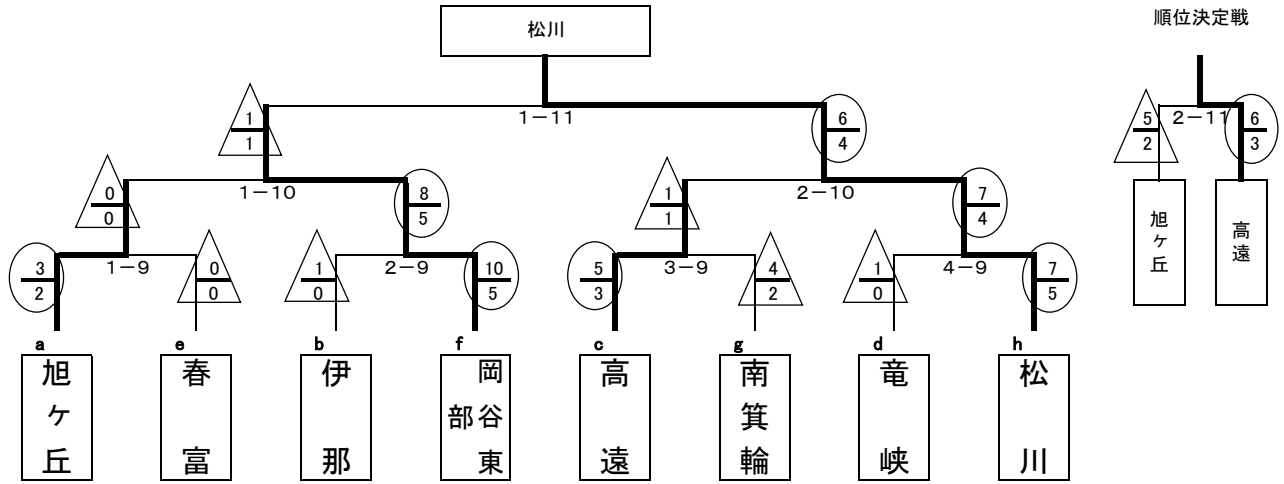 松川
順位決定戦
1 6
1－11
1 4
5 2－11 6
2 3
0 8
1－10
0 5
1 7
2－10
1 4
旭ヶ丘
高遠
3 0 1 10 5 4 1 7
1－9 2－9 3－9 4－9
2 0 0 5 3 2 0 5
a e b f c g d h
旭ケ丘
春富
伊那
岡谷東部
高遠
南箕輪
竜峡
松川